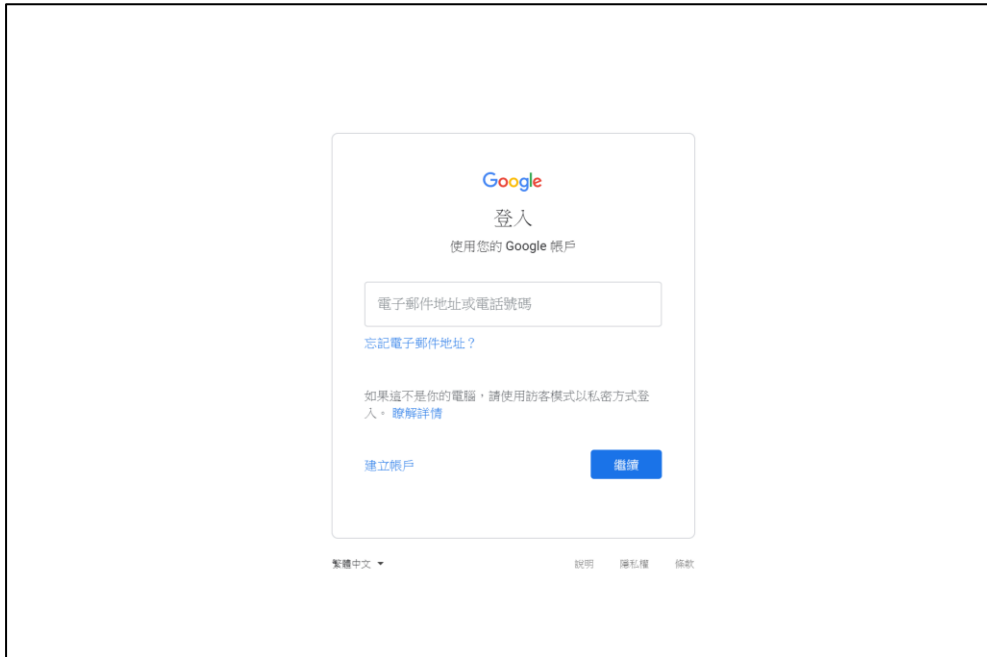 Google
登入
使用您的 Google 帳戶
電子郵件地址或電話號碼
忘記電子郵件地址？
如果這不是你的電腦，請使用訪客模式以私密方式登
入。 瞭解詳情
建立帳戶 繼續
繁體中文 說明 隱私權 條款